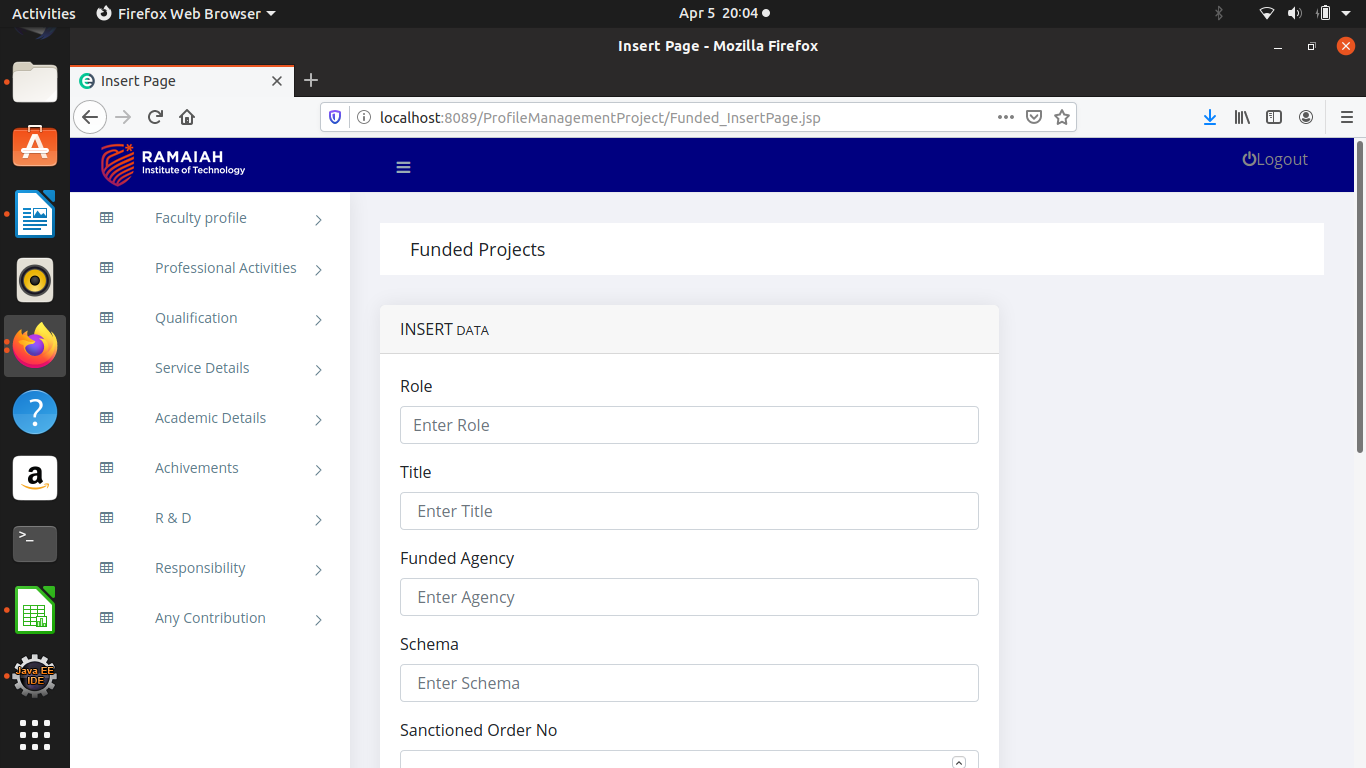 Activities
Firefox Web Browser
Apr 5 20:04
Insert Page - Mozilla Firefox
Insert Page
localhost:8089/ProfileManagementProject/Funded_InsertPage.jsp
RAMAIAH
Institute of Technology
Logout
Faculty profile
Professional Activities
Qualification
Service Details
Academic Details
Achivements
R & D
Responsibility
Any Contribution
Funded Projects
INSERT DATA
Role
Enter Role
Title
Enter Title
Funded Agency
Enter Agency
Schema
Enter Schema
Sanctioned Order No
a
>_
Java EE
IDE